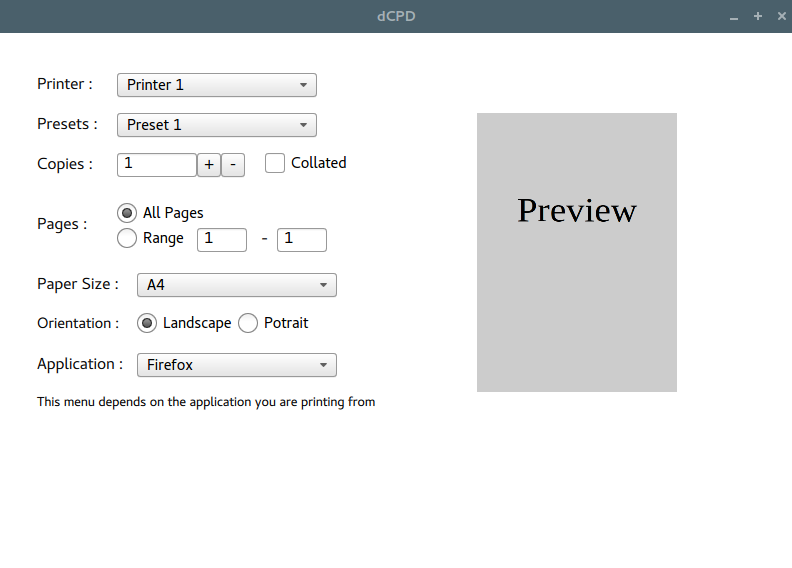 dCPD
Printer : Printer 1
Presets : Preset 1
Copies : 1 + - Collated
Pages : All Pages
Range 1 - 1
Paper Size : A4
Orientation : Landscape Potrait
Application : Firefox
This menu depends on the application you are printing from
Preview